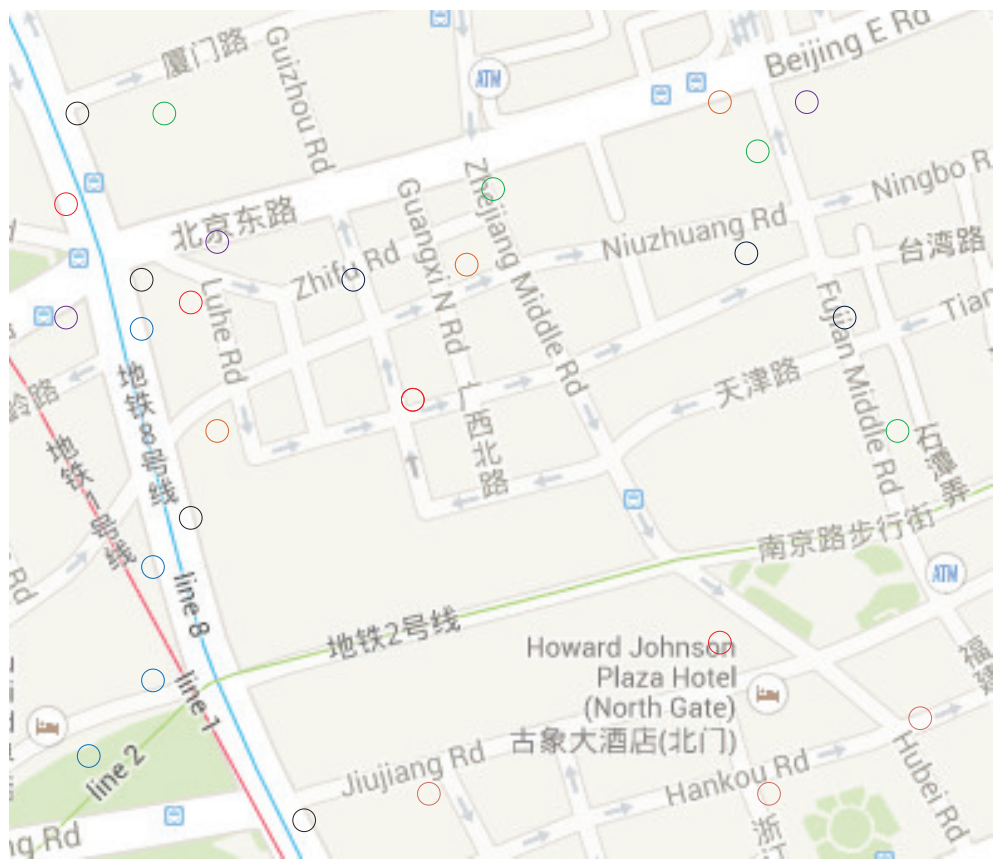 厦门路
Guizhou Rd
ATM
Beijing E Rd
Zhejiang Middle Rd
Ningbo R
北京东路
Guangxi N Rd
Niuzhuang Rd
台湾路
Zhifu Rd
Luhe Rd
Fujian Middle Rd
Tian
地铁8号线
天津路
广西北路
石潭弄
地铁1号线
南京路步行街
Rd
line 8
ATM
地铁2号线
Howard Johnson
Plaza Hotel
(North Gate)
古象大酒店(北门)
福建
line 1
line 2
Jiujiang Rd
Hankou Rd
Hubei Rd
浙江
ng Rd